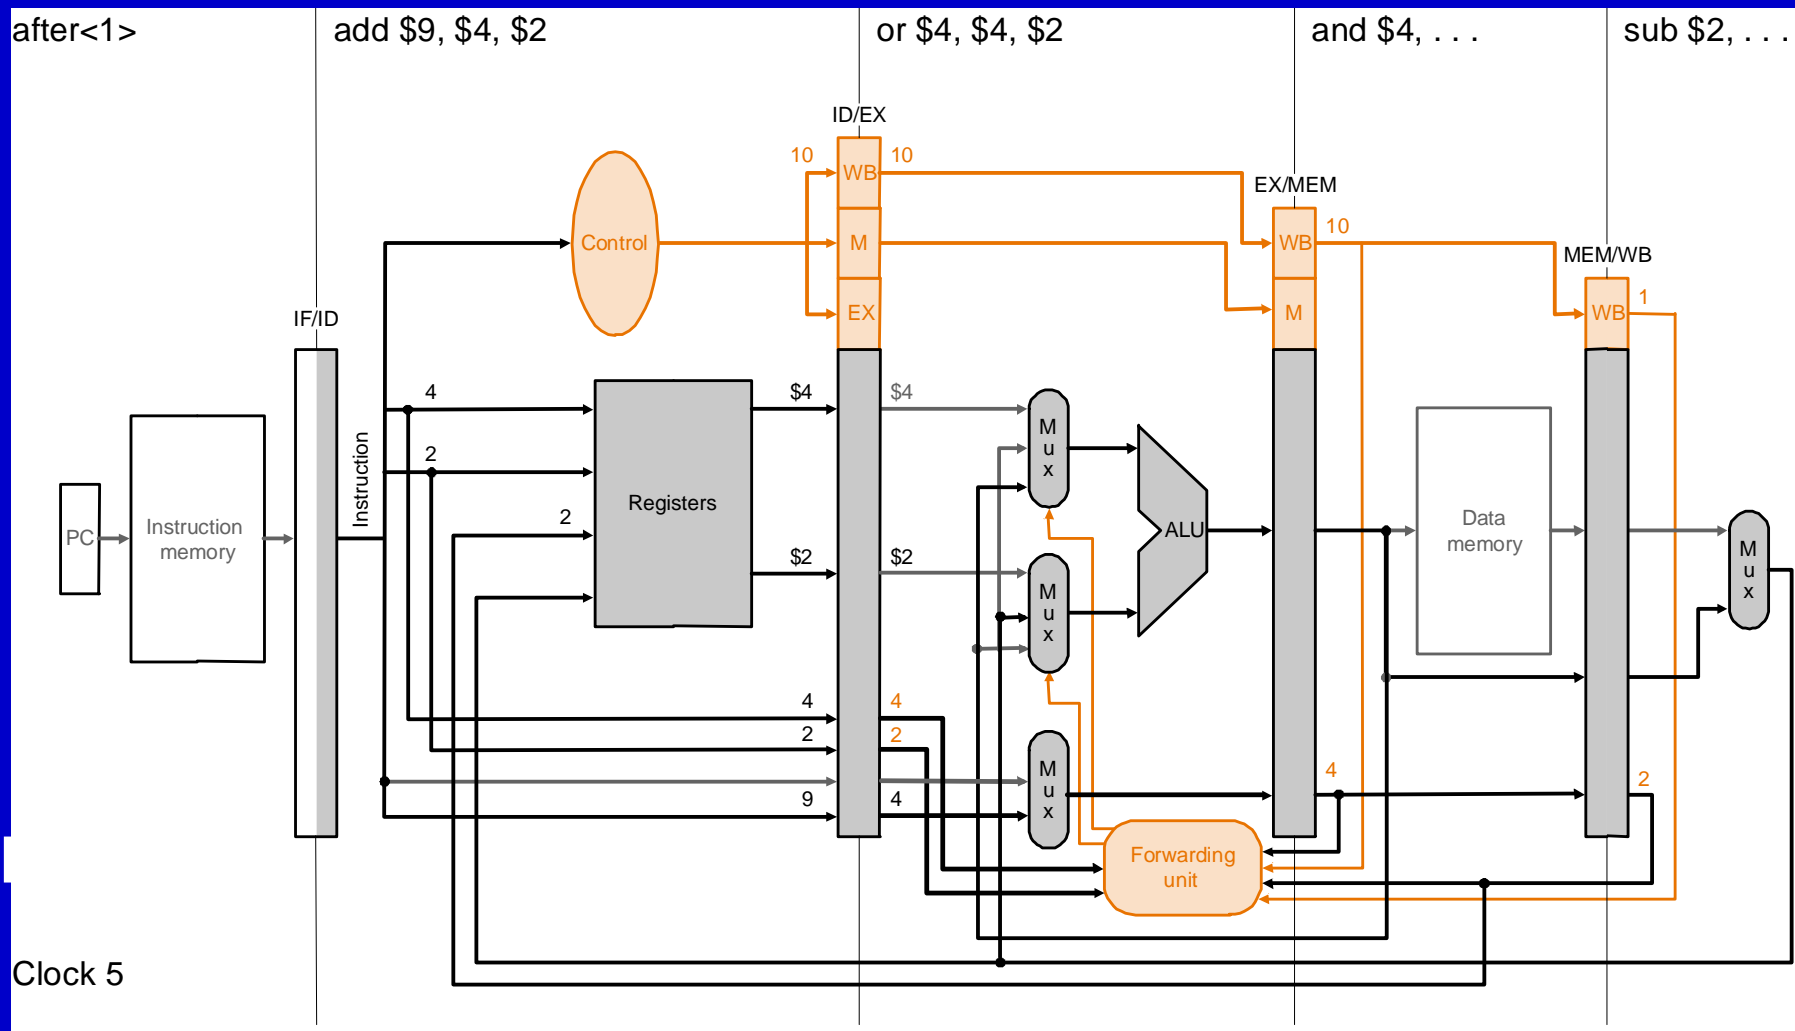 after<1>
add $9, $4, $2
or $4, $4, $2
and $4, . . .
sub $2, . . .
ID/EX
10
WB
10
EX/MEM
Control
M
WB
10
MEM/WB
EX
M
WB
1
IF/ID
4
$4
$4
M
u
x
2
Instruction
Registers
2
PC
Instruction
memory
ALU
Data
memory
M
u
x
$2
$2
M
u
x
4
4
2
2
M
u
x
4
2
9
4
Forwarding
unit
Clock 5